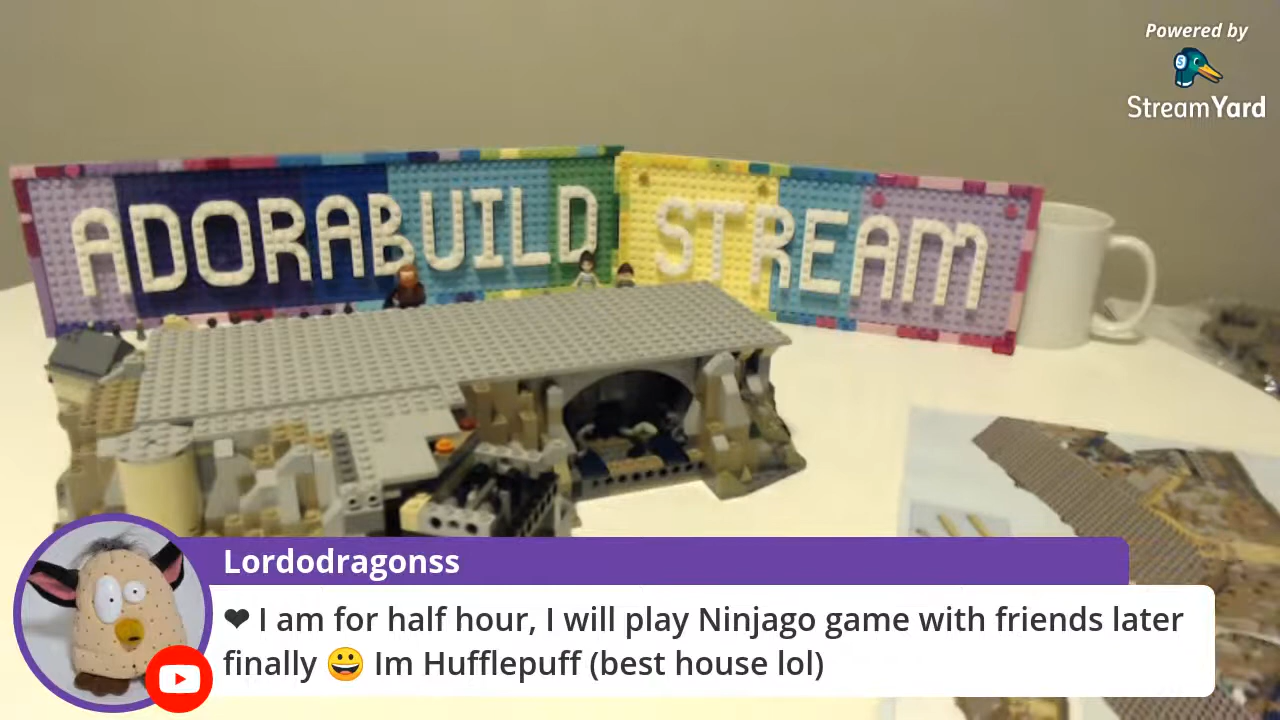 Powered by
StreamYard
ADORABUILD STREAM
Lordodragonss
❤ I am for half hour, I will play Ninjago game with friends later
finally 😀 Im Hufflepuff (best house lol)